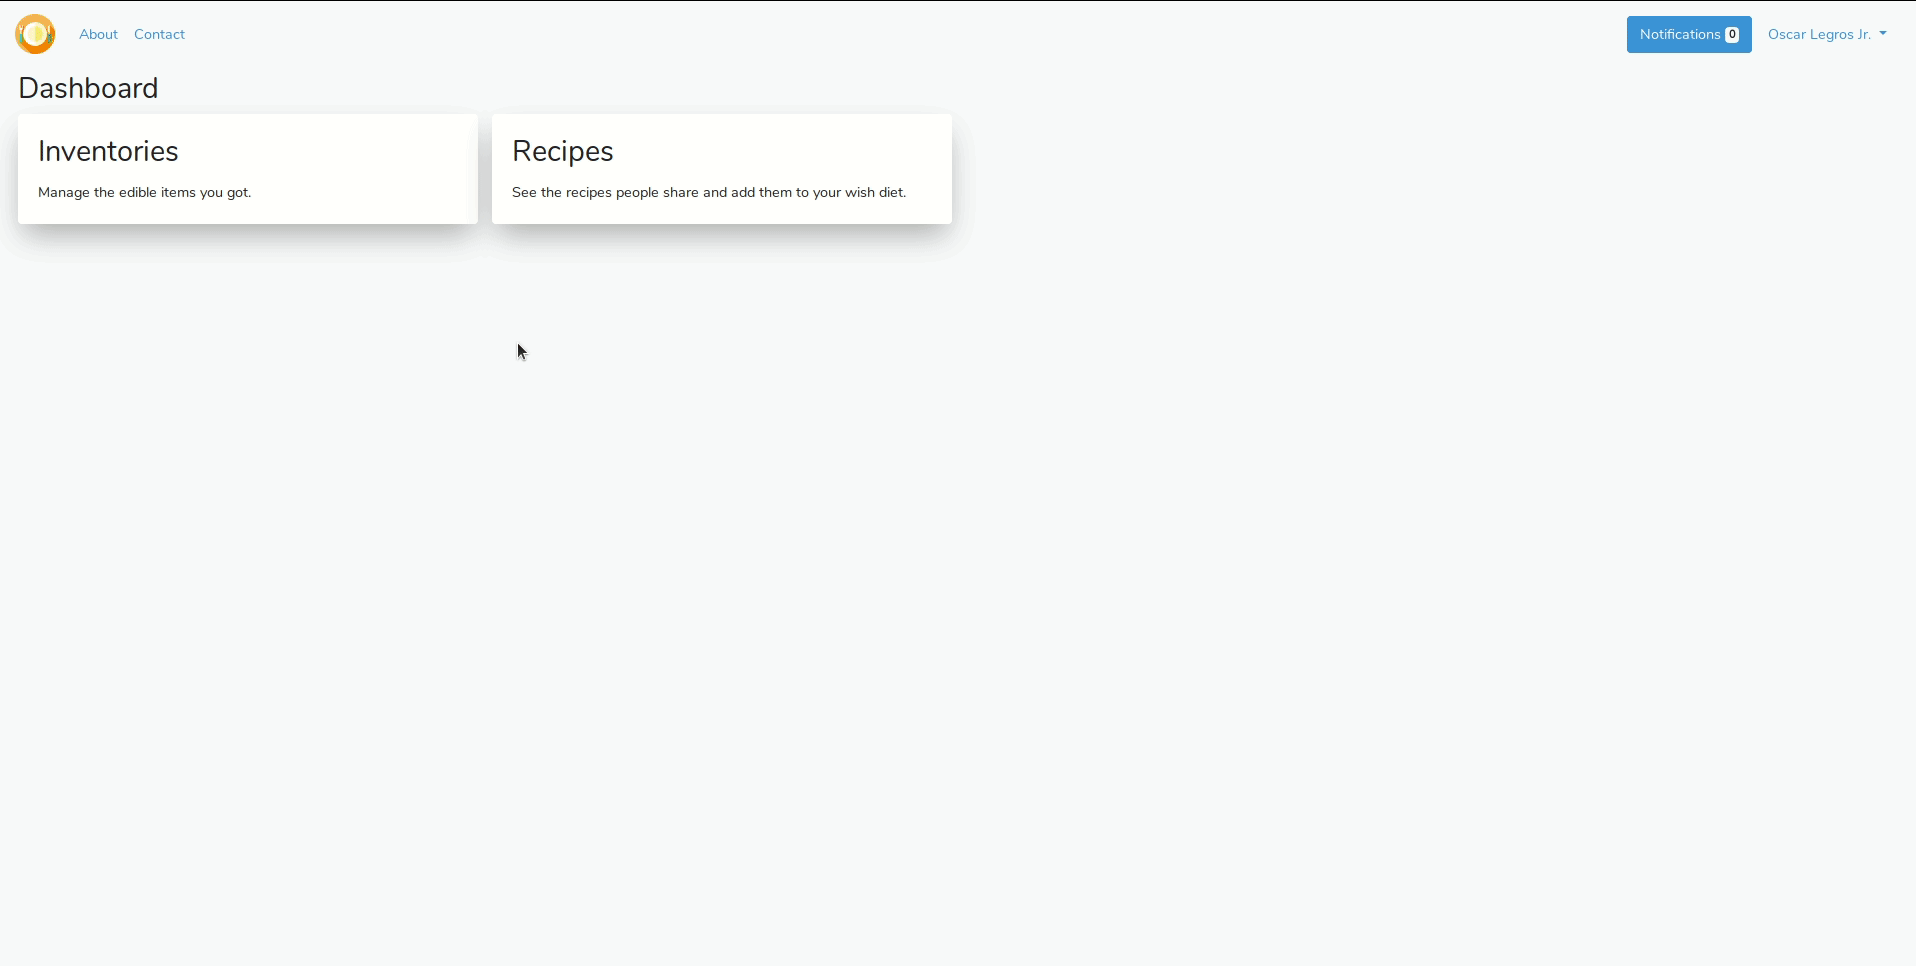 About Contact Notifications 0 Oscar Legros Jr.
Dashboard
Inventories
Manage the edible items you got.
Recipes
See the recipes people share and add them to your wish diet.